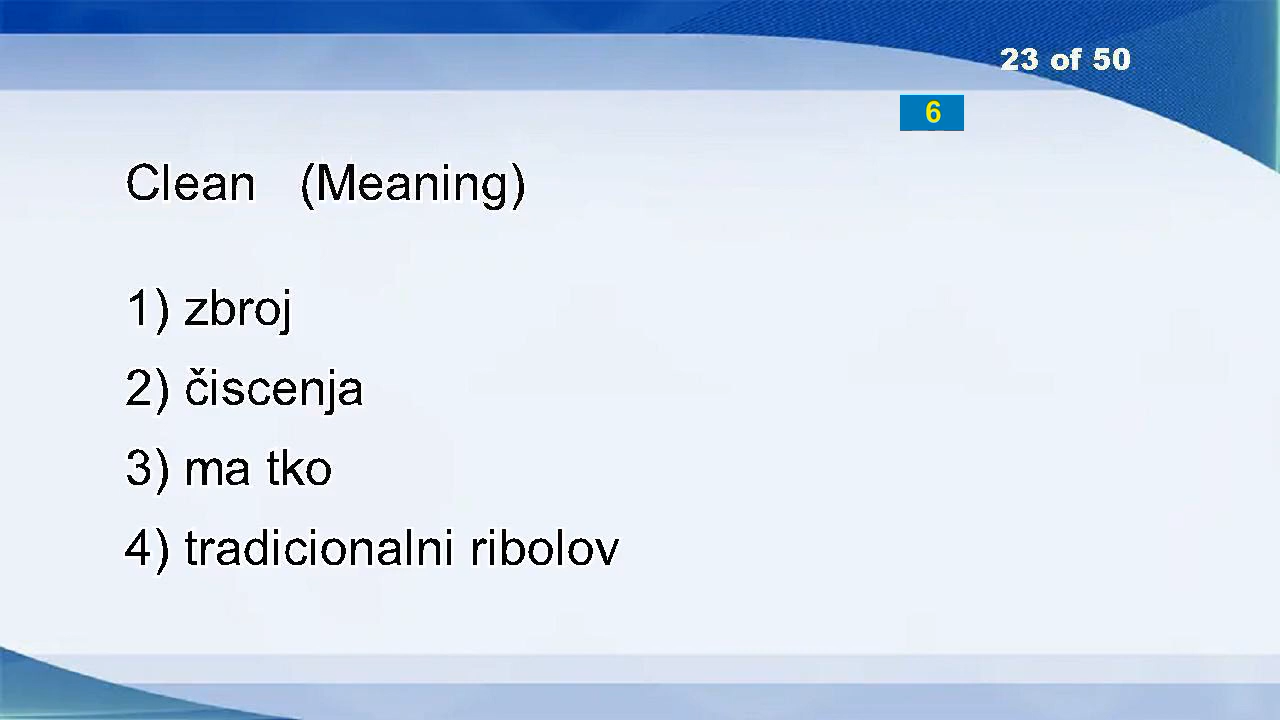 23 of 50
6
Clean (Meaning)
1) zbroj
2) čiscenja
3) ma tko
4) tradicionalni ribolov